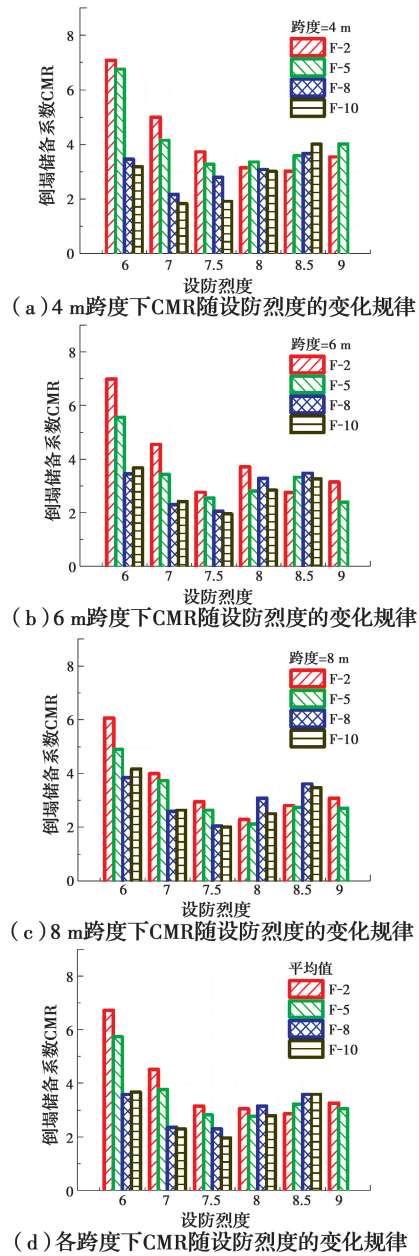 8
6
4
2
0
倒塌储备系数CMR
跨度=4 m
F-2
F-5
F-8
F-10
6 7 7.5 8 8.5 9
设防烈度
(a)4 m跨度下CMR随设防烈度的变化规律
8
6
4
2
0
倒塌储备系数CMR
跨度=6 m
F-2
F-5
F-8
F-10
6 7 7.5 8 8.5 9
设防烈度
(b)6 m跨度下CMR随设防烈度的变化规律
8
6
4
2
0
倒塌储备系数CMR
跨度=8 m
F-2
F-5
F-8
F-10
6 7 7.5 8 8.5 9
设防烈度
(c)8 m跨度下CMR随设防烈度的变化规律
8
6
4
2
0
倒塌储备系数CMR
平均值
F-2
F-5
F-8
F-10
6 7 7.5 8 8.5 9
设防烈度
(d)各跨度下CMR随设防烈度的变化规律